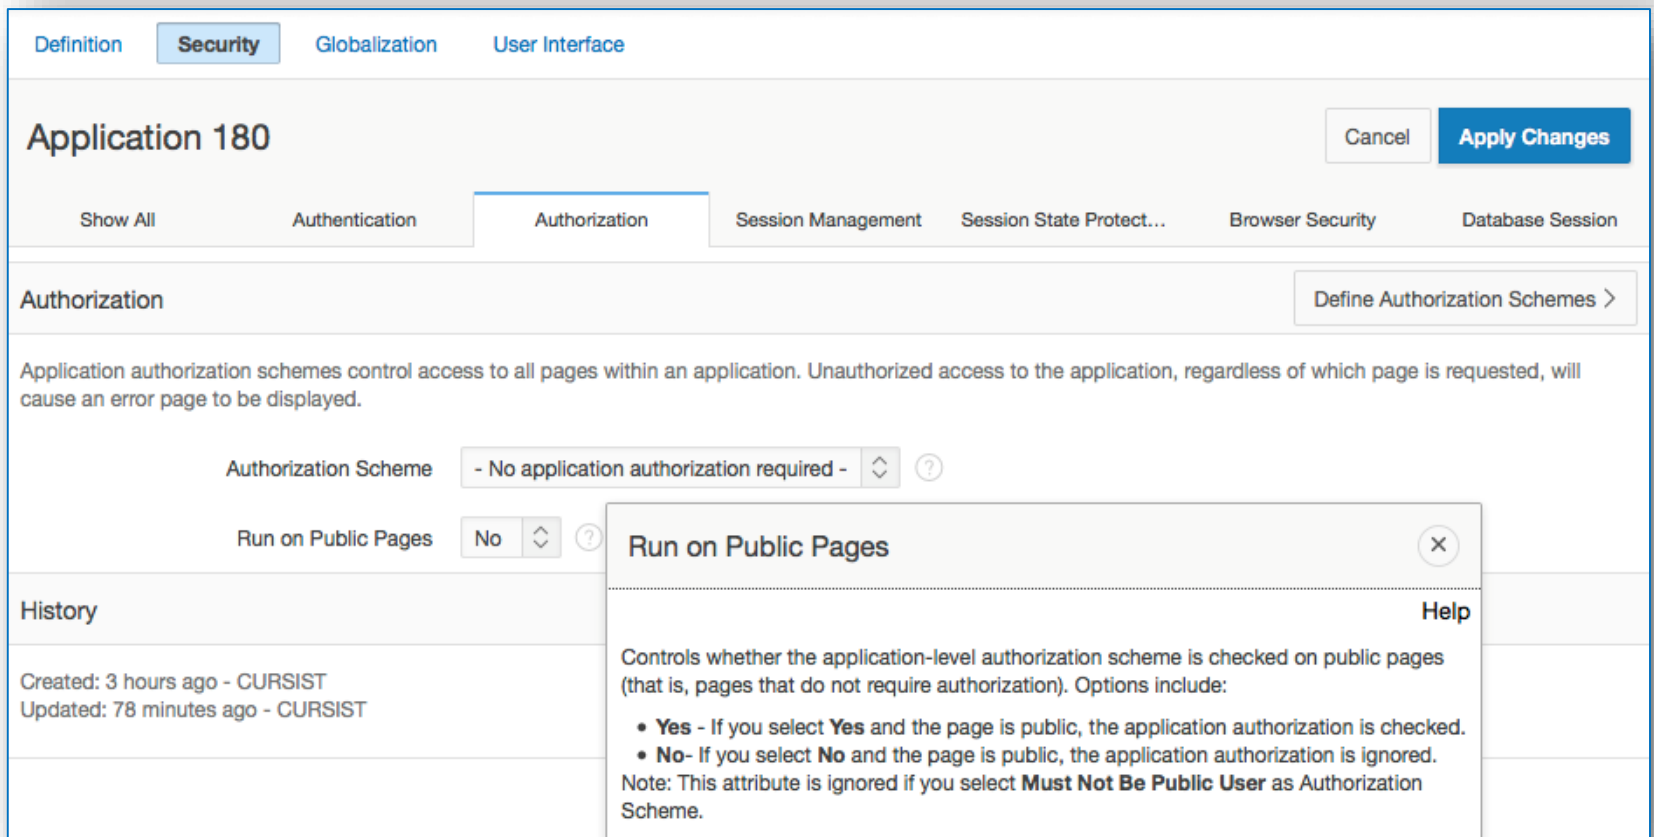 Definition Security Globalization User Interface
Application 180
Cancel Apply Changes
Show All Authentication Authorization Session Management Session State Protect... Browser Security Database Session
Authorization
Define Authorization Schemes >
Application authorization schemes control access to all pages within an application. Unauthorized access to the application, regardless of which page is requested, will
cause an error page to be displayed.
Authorization Scheme - No application authorization required - ?
Run on Public Pages No ?
Run on Public Pages
Help
Controls whether the application-level authorization scheme is checked on public pages
(that is, pages that do not require authorization). Options include:
• Yes - If you select Yes and the page is public, the application authorization is checked.
• No- If you select No and the page is public, the application authorization is ignored.
Note: This attribute is ignored if you select Must Not Be Public User as Authorization
Scheme.
History
Created: 3 hours ago - CURSIST
Updated: 78 minutes ago - CURSIST